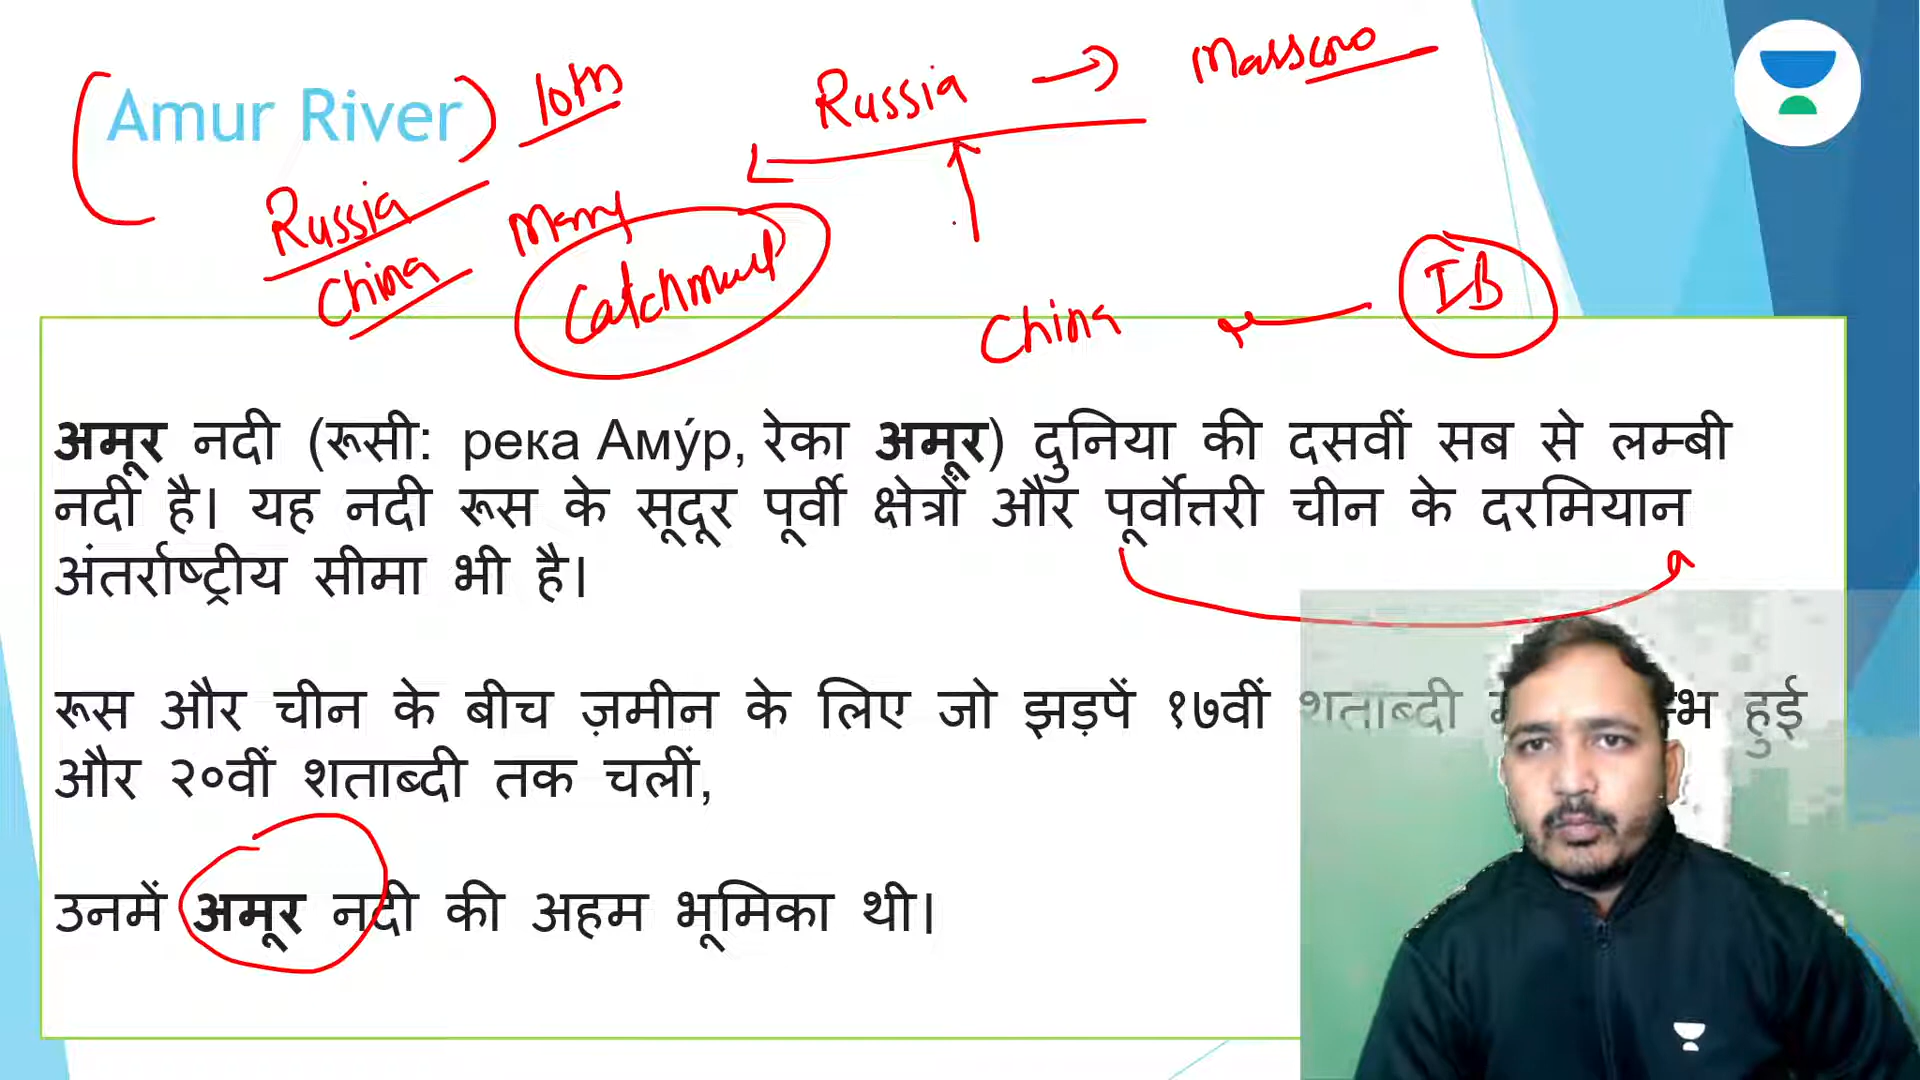 Amur River 10th Russia → Masscow
Russia
China Many Catchment
China IB
अमूर नदी (रूसी: река Аму́р, रेका अमूर) दुनिया की दसवीं सब से लम्बी
नदी है। यह नदी रूस के सूदूर पूर्वी क्षेत्रों और पूर्वोत्तरी चीन के दरमियान
अंतर्राष्ट्रीय सीमा भी है।
रूस और चीन के बीच ज़मीन के लिए जो झड़पें १७वीं शताब्दी हुई
और २०वीं शताब्दी तक चलीं,
उनमें अमूर नदी की अहम भूमिका थी।